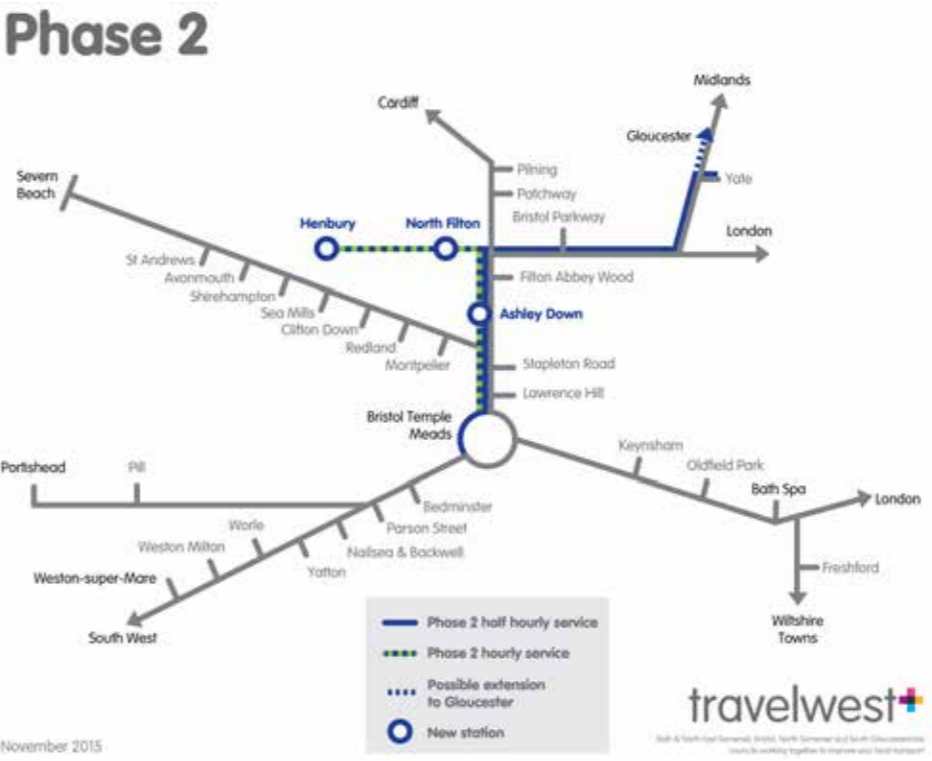 Phase 2
Midlands
Cardiff
Gloucester
Pilning
Yate
Severn
Beach
Patchway
Henbury
North Filton
Bristol Parkway
London
St Andrews
Avonmouth
Filton Abbey Wood
Shirehampton
Sea Mills
Ashley Down
Clifton Down
Redland
Montpelier
Stapleton Road
Lawrence Hill
Bristol Temple
Meads
Keynsham
Portishead
Pill
Oldfield Park
Bath Spa
London
Bedminster
Worle
Parson Street
Weston Milton
Nailsea & Backwell
Yatton
Freshford
Weston-super-Mare
South West
Wiltshire
Towns
Phase 2 half hourly service
Phase 2 hourly service
Possible extension
to Gloucester
New station
travelwest
November 2015